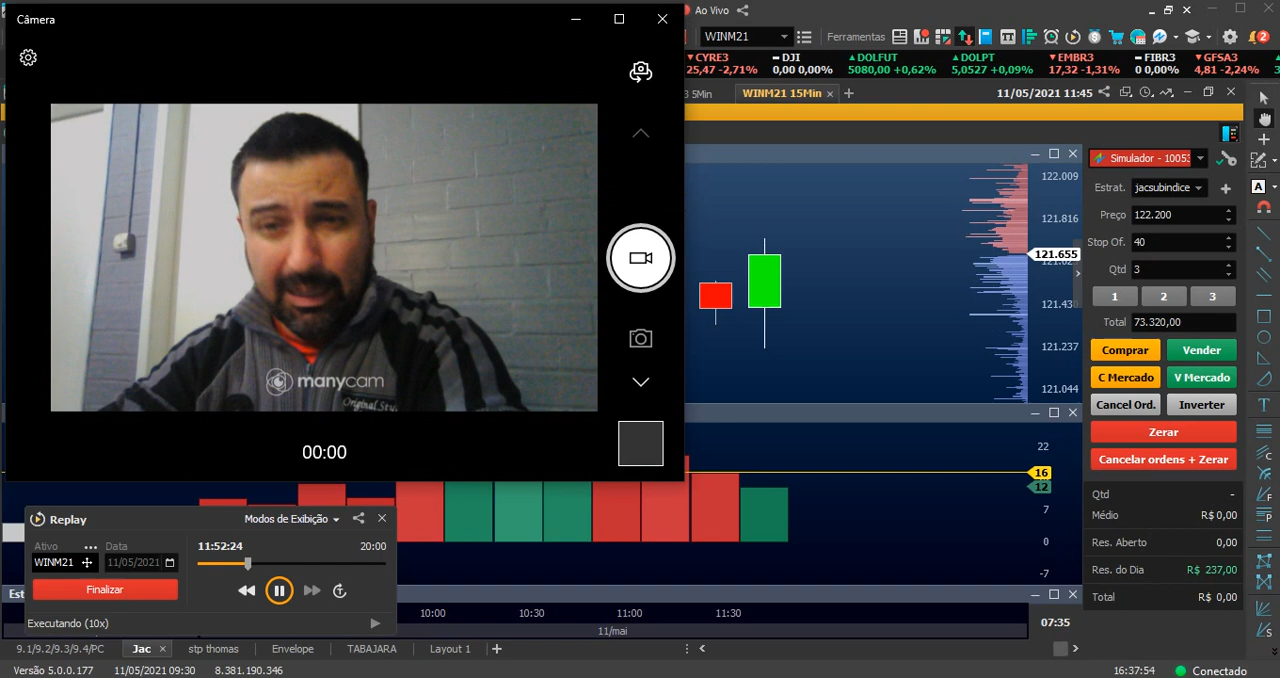 Câmera
manycam
Original
00:00
Ao Vivo
WINM21
Ferramentas
2
CYRE3
25,47 -2,71%
DJI
0,00 0,00%
DOLFUT
5080,00 +0,62%
DOLPT
5,0527 +0,09%
EMBR3
17,32 -1,31%
FIBR3
0 0,00%
GFSA3
4,81 -2,24%
5Min
WINM21 15Min
11/05/2021 11:45
122.009
121.816
121.655
121.430
121.237
121.044
22
16
12
7
0
-7
Simulador - 10053
Estrat.
jacsubindice
Preço
122.200
Stop Of.
40
Qtd
3
1
2
3
Total
73.320,00
Comprar
Vender
C Mercado
V Mercado
Cancel Ord.
Inverter
Zerar
Cancelar ordens + Zerar
Qtd
-
Médio
R$ 0,00
Res. Aberto
0,00
Res. do Dia
R$ 237,00
Total
R$ 0,00
A
T
C
F
P
S
Replay
Modos de Exibição
Ativo
Data
WINM21
11/05/2021
Finalizar
11:52:24
20:00
Executando (10x)
Est
10:00
10:30
11:00
11:30
11/mai
07:35
9.1/9.2/9.3/9.4/PC
Jac
stp thomas
Envelope
TABAJARA
Layout 1
Versão 5.0.0.177
11/05/2021 09:30
8.381.190.346
16:37:54
Conectado